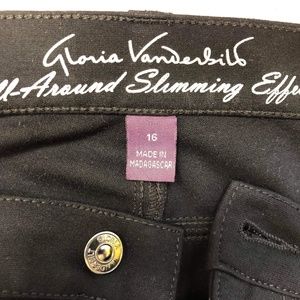 Gloria Vanderbilt
ll-Around Slimming Effe
16
MADE IN
MADAGASCAR